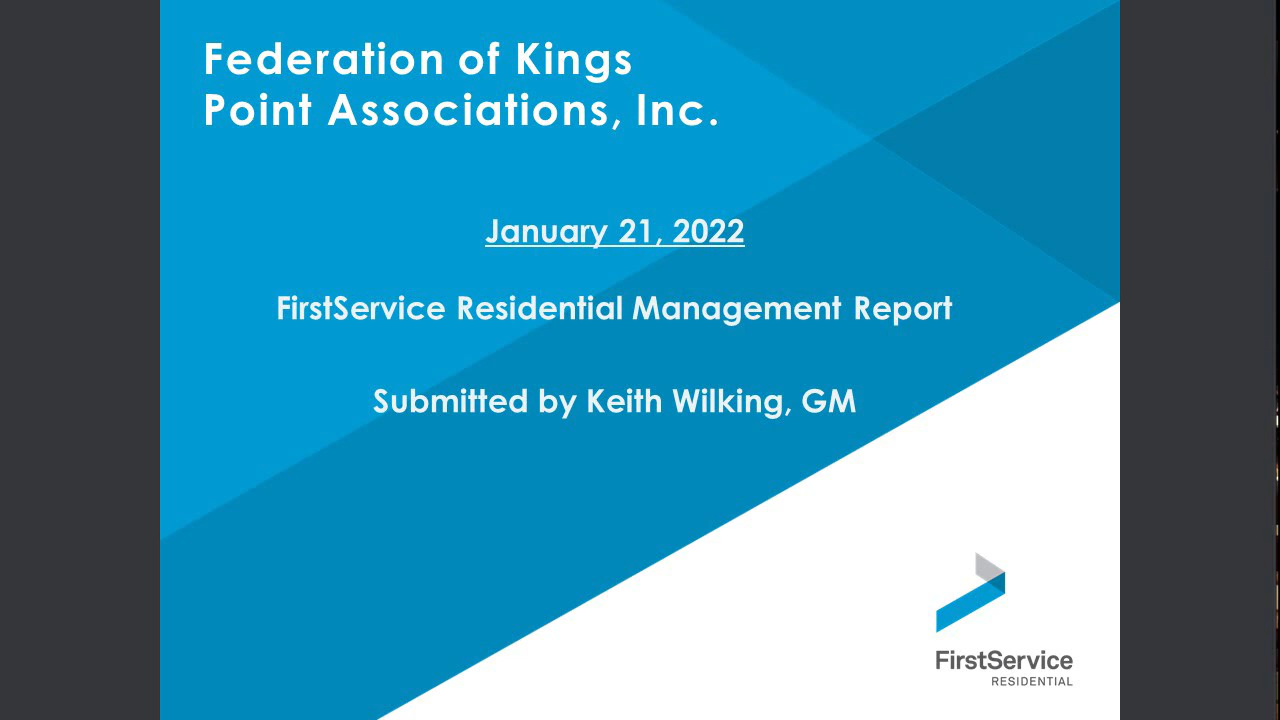 Federation of Kings
Point Associations, Inc.
January 21, 2022
FirstService Residential Management Report
Submitted by Keith Wilking, GM
FirstService
RESIDENTIAL